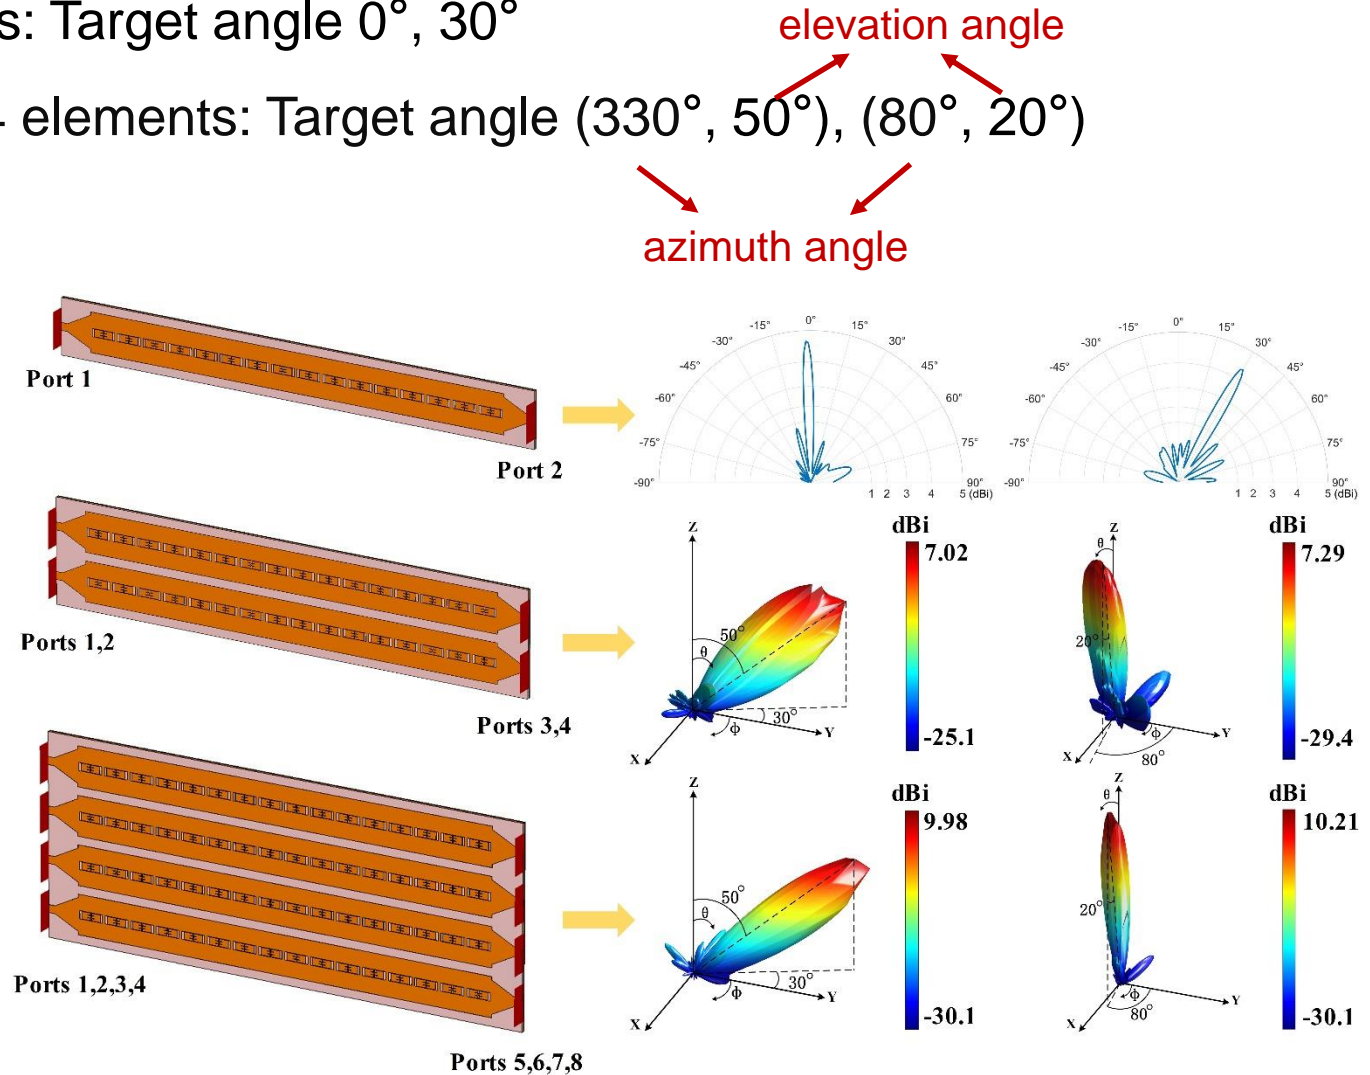 s: Target angle 0°, 30°
elevation angle
elements: Target angle (330°, 50°), (80°, 20°)
azimuth angle
Port 1
Port 2
-90°
-75°
-60°
-45°
-30°
-15°
0°
15°
30°
45°
60°
75°
90°
1 2 3 4 5 (dBi)
-90°
-75°
-60°
-45°
-30°
-15°
0°
15°
30°
45°
60°
75°
90°
1 2 3 4 5 (dBi)
Ports 1,2
Ports 3,4
Z
50°
θ
30°
Φ
Y
X
dBi
7.02
-25.1
Z
θ
20°
Φ
80°
Y
X
dBi
7.29
-29.4
Ports 1,2,3,4
Ports 5,6,7,8
Z
50°
θ
30°
Φ
Y
X
dBi
9.98
-30.1
Z
θ
20°
Φ
80°
Y
X
dBi
10.21
-30.1